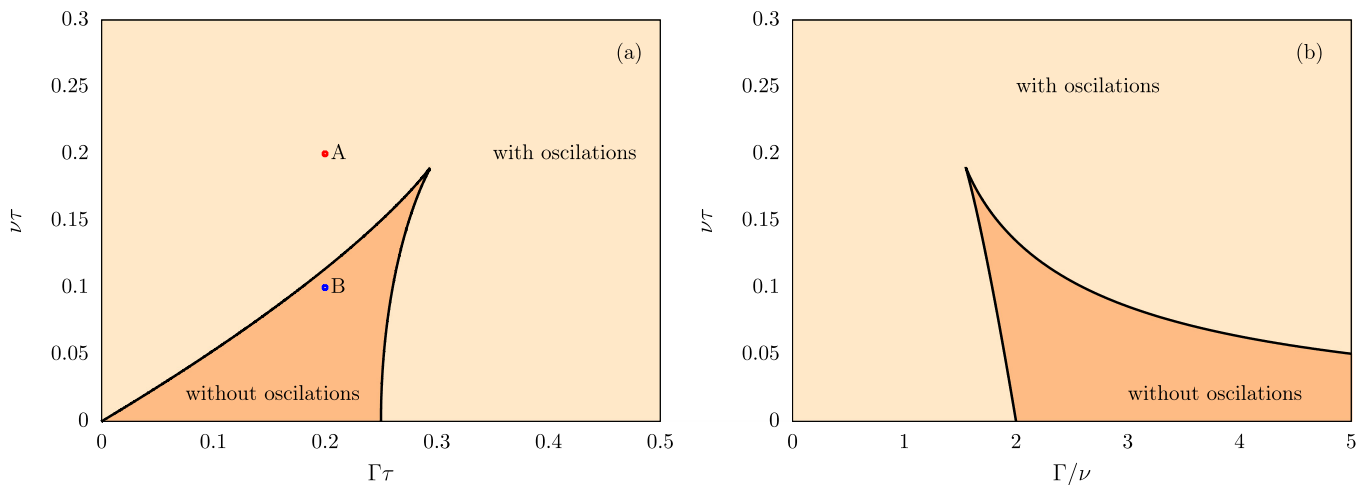 0.3
0.25
0.2
0.15
0.1
0.05
0
ντ
(a)
A
with oscilations
B
without oscilations
0
0.1
0.2
0.3
0.4
0.5
Γτ
0.3
0.25
0.2
0.15
0.1
0.05
0
ντ
(b)
with oscilations
without oscilations
0
1
2
3
4
5
Γ/ν